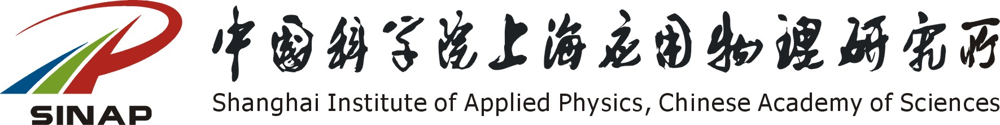 中国科学院上海应用物理研究所
Shanghai Institute of Applied Physics, Chinese Academy of Sciences
SINAP